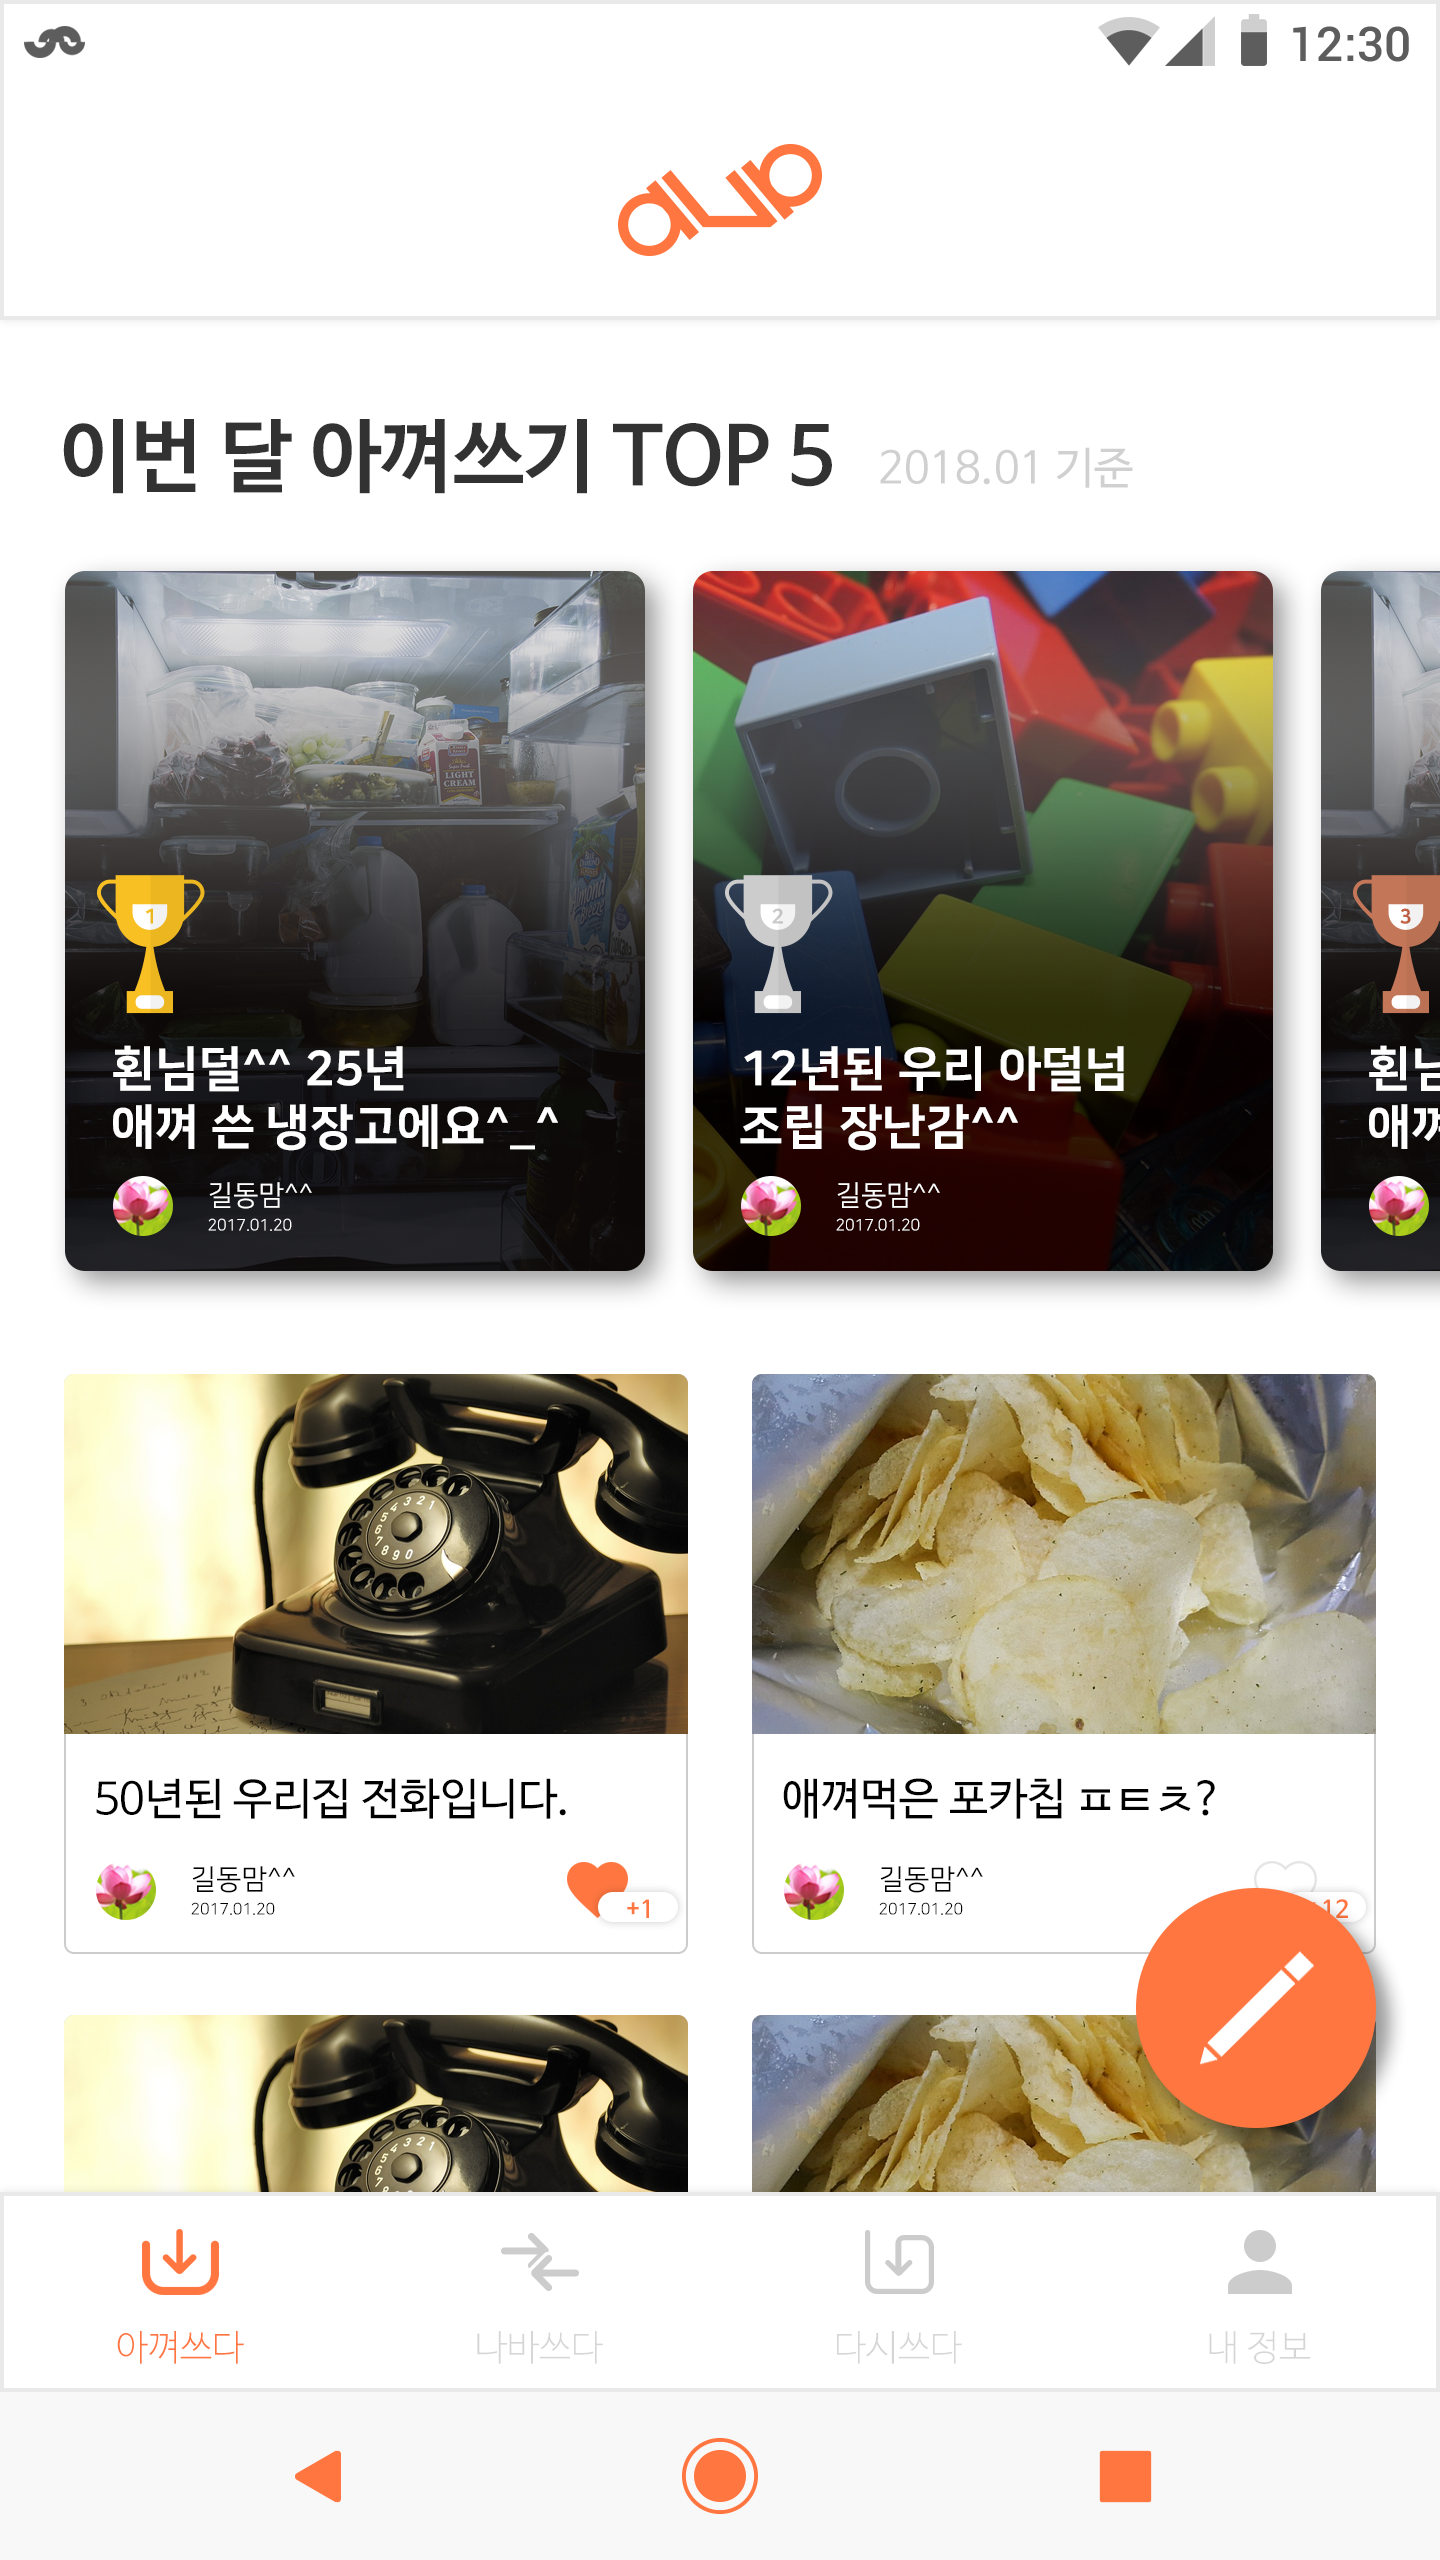 12:30
이번 달 아껴쓰기 TOP 5 2018.01 기준
LIGHT
CREAM
1
2
3
횐님덜^^ 25년
애껴 쓴 냉장고에요^_^
길동맘^^
2017.01.20
12년된 우리 아덜넘
조립 장난감^^
길동맘^^
2017.01.20
횐님
애껴
50년된 우리집 전화입니다.
길동맘^^
2017.01.20
+1
애껴먹은 포카칩 ㅍㅌㅊ?
길동맘^^
2017.01.20
12
아껴쓰다
나바쓰다
다시쓰다
내 정보